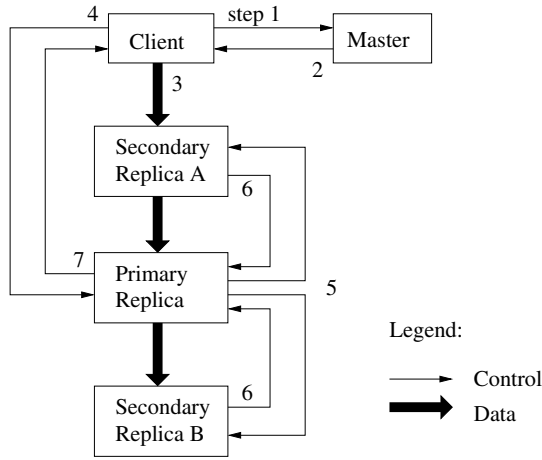 4
step 1
Client
Master
2
3
Secondary
Replica A
6
7
Primary
Replica
5
Legend:
6
Control
Secondary
Replica B
Data